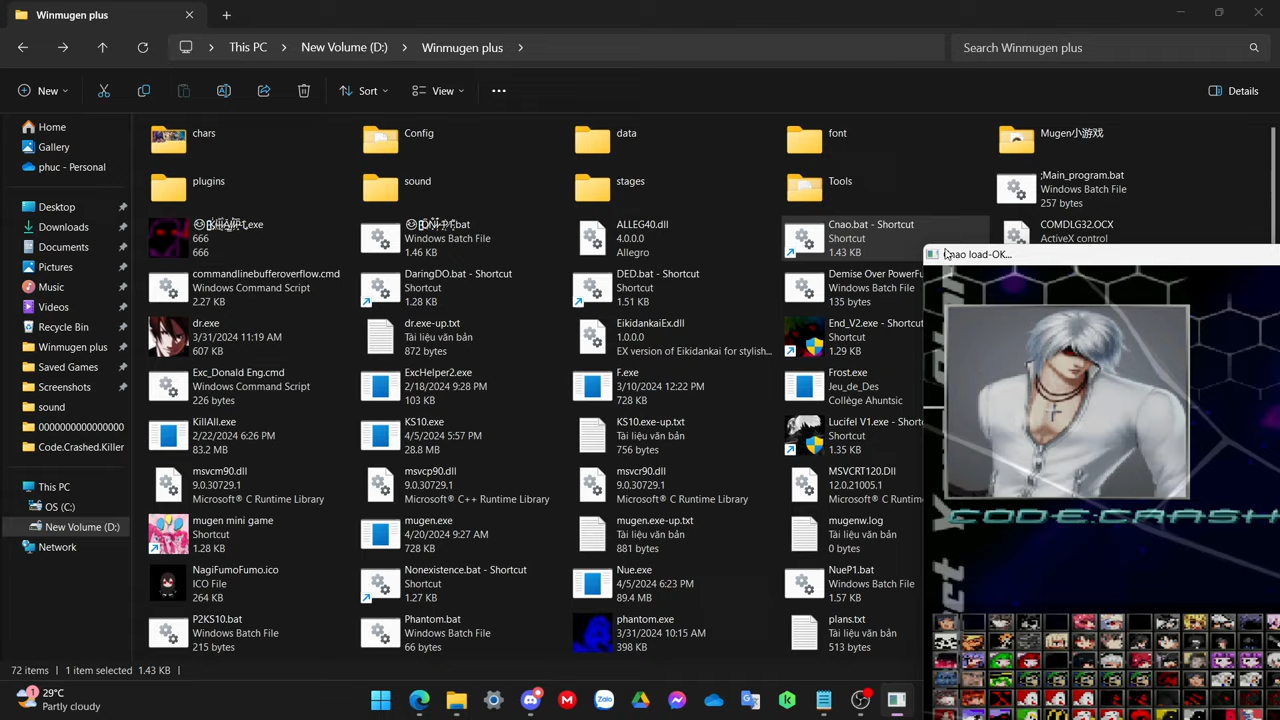 Winmugen plus
This PC
New Volume (D:)
Winmugen plus
Search Winmugen plus
New
Sort
View
Details
Home
Gallery
phuc - Personal
Desktop
Downloads
Documents
Pictures
Music
Videos
Recycle Bin
Winmugen plus
Saved Games
Screenshots
sound
000000000000000
Code.Crashed.Killer
This PC
OS (C:)
New Volume (D:)
Network
chars
Config
data
font
Mugen小游戏
plugins
sound
stages
Tools
;Main_program.bat
Windows Batch File
257 bytes
.exe
666
666
.bat
Windows Batch File
1.46 KB
ALLEG40.dll
4.0.0.0
Allegro
Cnao.bat - Shortcut
Shortcut
1.43 KB
COMDLG32.OCX
ActiveX control
commandlinebufferoverflow.cmd
Windows Command Script
2.27 KB
DaringDO.bat - Shortcut
Shortcut
1.28 KB
DED.bat - Shortcut
Shortcut
1.51 KB
Demise Over PowerFu
Windows Batch File
135 bytes
dr.exe
3/31/2024 11:19 AM
607 KB
dr.exe-up.txt
Tài liệu văn bản
872 bytes
EikidankaiEx.dll
1.0.0.0
EX version of Eikidankai for stylish...
End_V2.exe - Shortcut
Shortcut
1.29 KB
Exc_Donald Eng.cmd
Windows Command Script
226 bytes
ExcHelper2.exe
2/18/2024 9:28 PM
103 KB
F.exe
3/10/2024 12:22 PM
728 KB
Frost.exe
Jeu_de_Des
Collège Ahuntsic
KillAll.exe
2/22/2024 6:26 PM
83.2 MB
KS10.exe
4/5/2024 5:57 PM
28.8 MB
KS10.exe-up.txt
Tài liệu văn bản
756 bytes
Lucifel V1.exe - Shortc
Shortcut
1.35 KB
msvcm90.dll
9.0.30729.1
Microsoft® C Runtime Library
msvcp90.dll
9.0.30729.1
Microsoft® C++ Runtime Library
msvcr90.dll
9.0.30729.1
Microsoft® C Runtime Library
MSVCRT120.Dll
12.0.21005.1
Microsoft® C Runtime L
mugen mini game
Shortcut
1.28 KB
mugen.exe
4/20/2024 9:27 AM
728 KB
mugen.exe-up.txt
Tài liệu văn bản
881 bytes
mugenw.log
Tài liệu văn bản
0 bytes
NagiFumoFumo.ico
ICO File
264 KB
Nonexistence.bat - Shortcut
Shortcut
1.27 KB
Nue.exe
4/5/2024 6:23 PM
89.4 MB
NueP1.bat
Windows Batch File
1.57 KB
P2KS10.bat
Windows Batch File
215 bytes
Phantom.bat
Windows Batch File
66 bytes
phantom.exe
3/31/2024 10:15 AM
398 KB
plans.txt
Tài liệu văn bản
513 bytes
load-OK...
CODE:CRASH
72 items
1 item selected 1.43 KB
1
29°C
Partly cloudy
Zalo